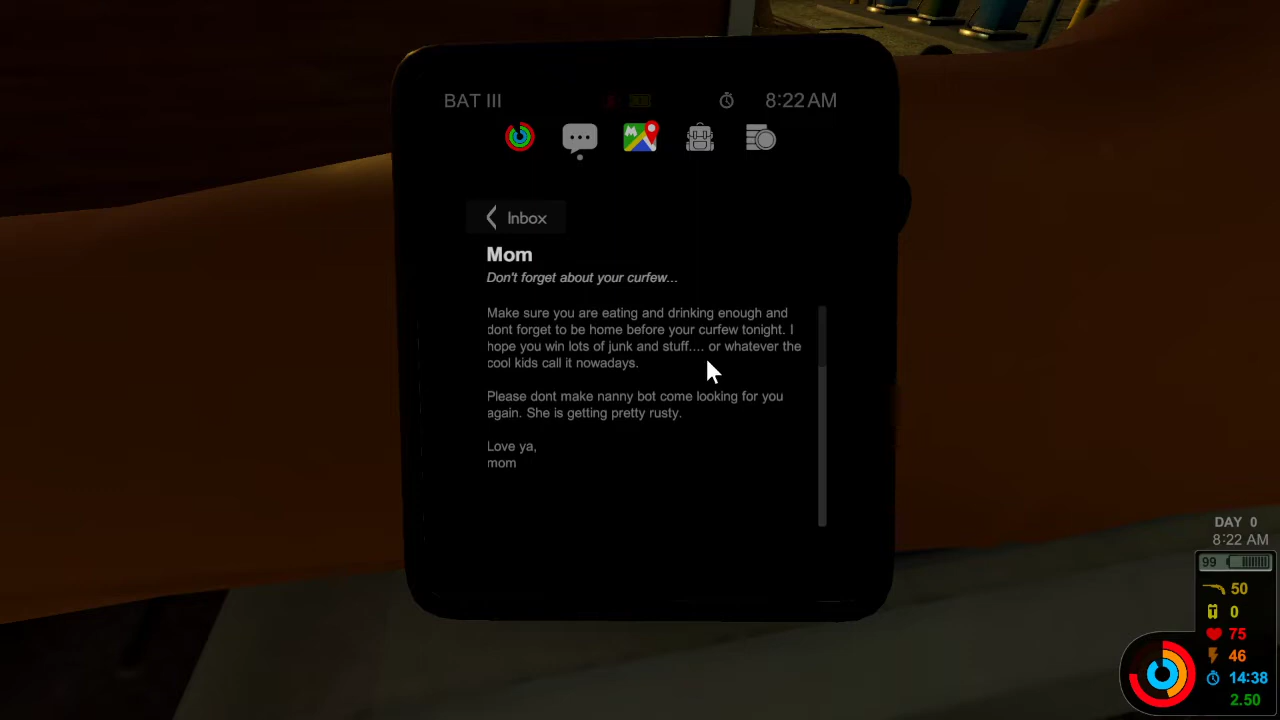 BAT III 8:22 AM
Inbox
Mom
Don't forget about your curfew...
Make sure you are eating and drinking enough and
dont forget to be home before your curfew tonight. I
hope you win lots of junk and stuff.... or whatever the
cool kids call it nowadays.
Please dont make nanny bot come looking for you
again. She is getting pretty rusty.
Love ya,
mom
DAY 0
8:22 AM
99
50
0
75
46
14:38
2.50